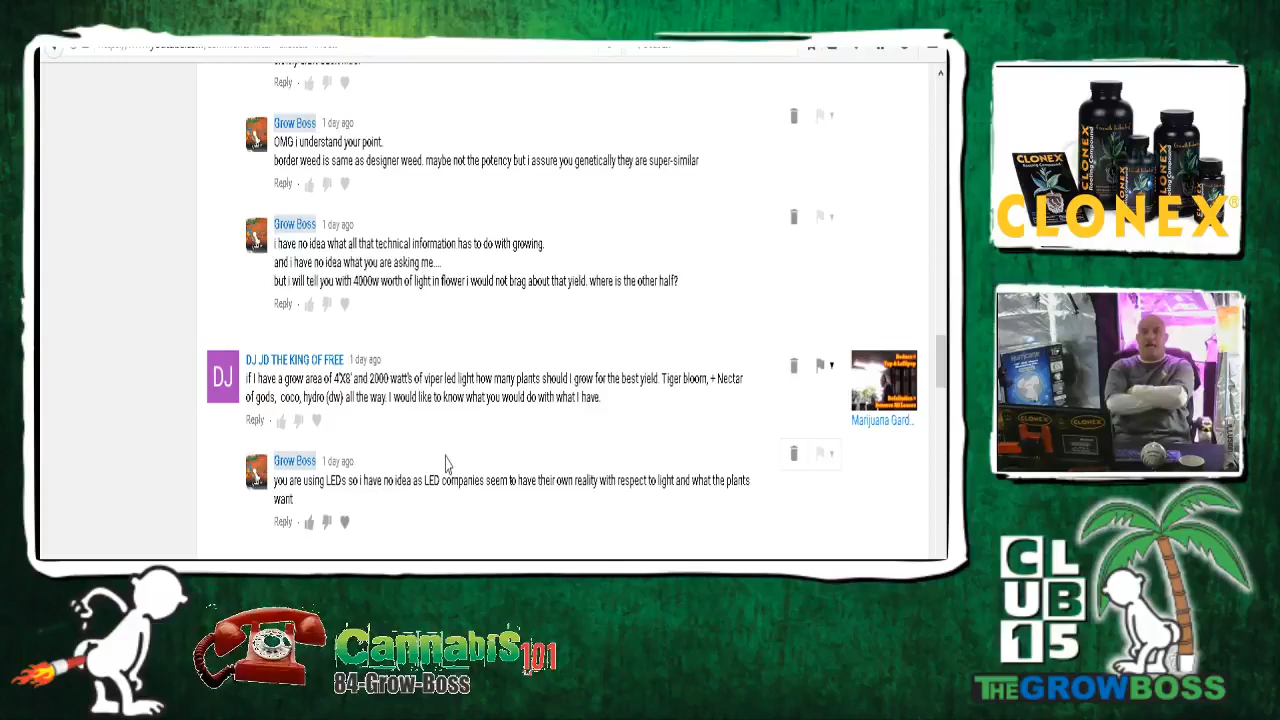 Reply
Grow Boss 1 day ago
OMG i understand your point.
border weed is same as designer weed. maybe not the potency but i assure you genetically they are super-similar
Reply
Grow Boss 1 day ago
i have no idea what all that technical information has to do with growing.
and i have no idea what you are asking me....
but i will tell you with 4000w worth of light in flower i would not brag about that yield. where is the other half?
Reply
DJ
DJ JD THE KING OF FREE 1 day ago
if I have a grow area of 4'X8' and 2000 watt's of viper led light how many plants should I grow for the best yield. Tiger bloom, + Nectar
of gods, coco, hydro (dw) all the way. I would like to know what you would do with what I have.
Reply
Marijuana Gard...
Grow Boss 1 day ago
you are using LEDs so i have no idea as LED companies seem to have their own reality with respect to light and what the plants
want
Reply
CLONEX
CLONEX
CLONEX
CLONEX®
Hurricane
CLONEX
CLONEX
Cannabis 101
84-Grow-Boss
CL
UB
15
THEGROWBOSS